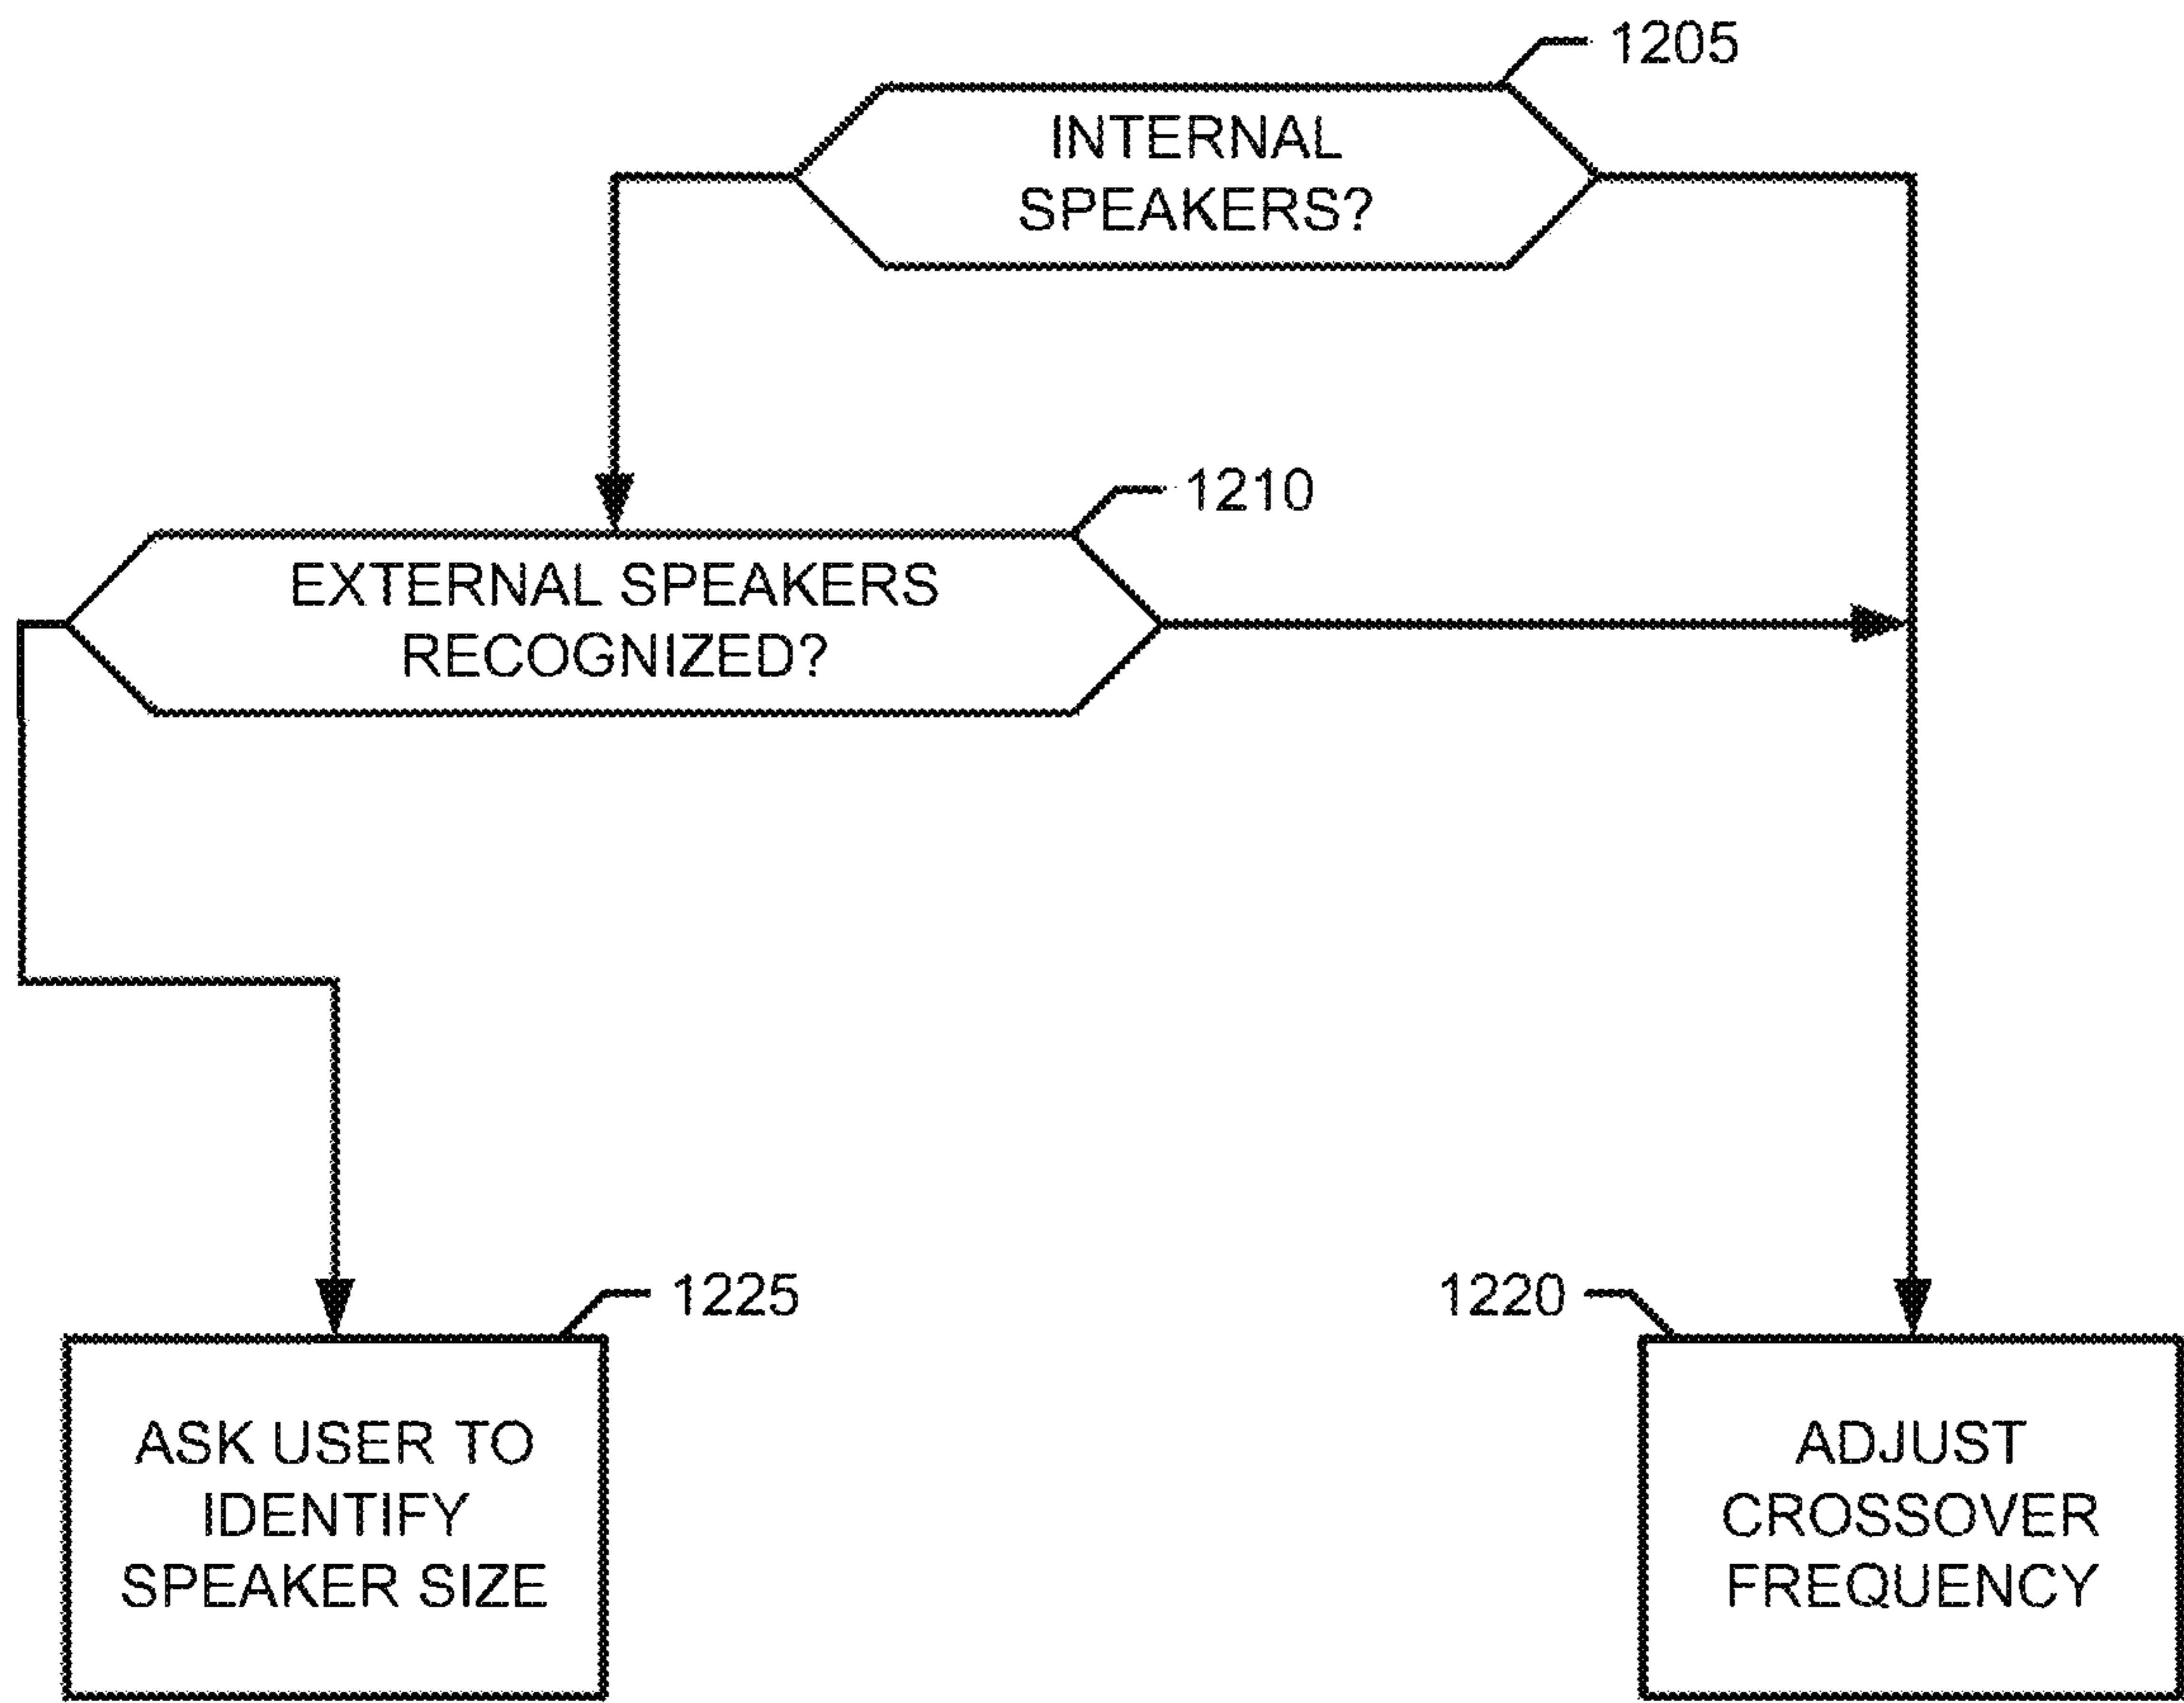 1205
INTERNAL
SPEAKERS?
1210
EXTERNAL SPEAKERS
RECOGNIZED?
1225
ASK USER TO
IDENTIFY
SPEAKER SIZE
1220
ADJUST
CROSSOVER
FREQUENCY